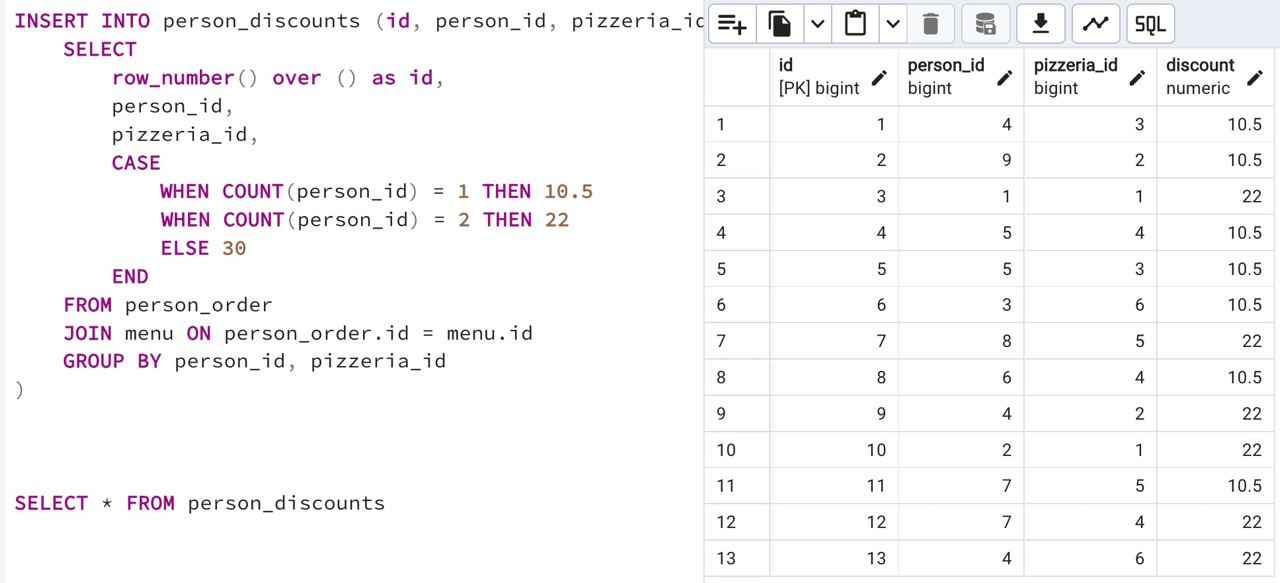 INSERT INTO person_discounts (id, person_id, pizzeria_id
SELECT
row_number() over () as id,
person_id,
pizzeria_id,
CASE
WHEN COUNT(person_id) = 1 THEN 10.5
WHEN COUNT(person_id) = 2 THEN 22
ELSE 30
END
FROM person_order
JOIN menu ON person_order.id = menu.id
GROUP BY person_id, pizzeria_id
)
SELECT * FROM person_discounts
SQL
id person_id pizzeria_id discount
[PK] bigint bigint bigint numeric
1 1 4 3 10.5
2 2 9 2 10.5
3 3 1 1 22
4 4 5 4 10.5
5 5 5 3 10.5
6 6 3 6 10.5
7 7 8 5 22
8 8 6 4 10.5
9 9 4 2 22
10 10 2 1 22
11 11 7 5 10.5
12 12 7 4 22
13 13 4 6 22